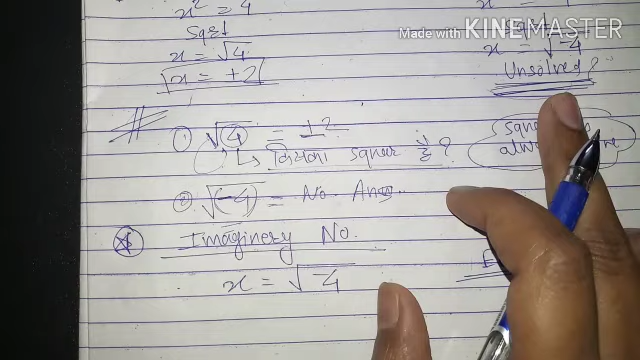 x² = 4
Sqrt
x = √4
x = +2
Made with KINEMASTER
x = √-4
Unsolved?
① √4 = ±2
↳ किसका square है?
② √(-4) = No Ans..
Imaginery No.
x = √-4